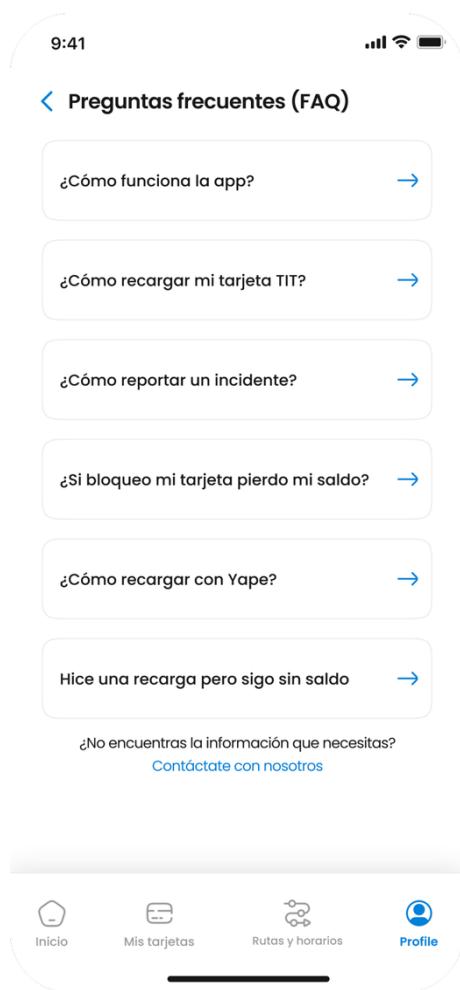 9:41
Preguntas frecuentes (FAQ)
¿Cómo funciona la app?
¿Cómo recargar mi tarjeta TIT?
¿Cómo reportar un incidente?
¿Si bloqueo mi tarjeta pierdo mi saldo?
¿Cómo recargar con Yape?
Hice una recarga pero sigo sin saldo
¿No encuentras la información que necesitas?
Contáctate con nosotros
Inicio
Mis tarjetas
Rutas y horarios
Profile